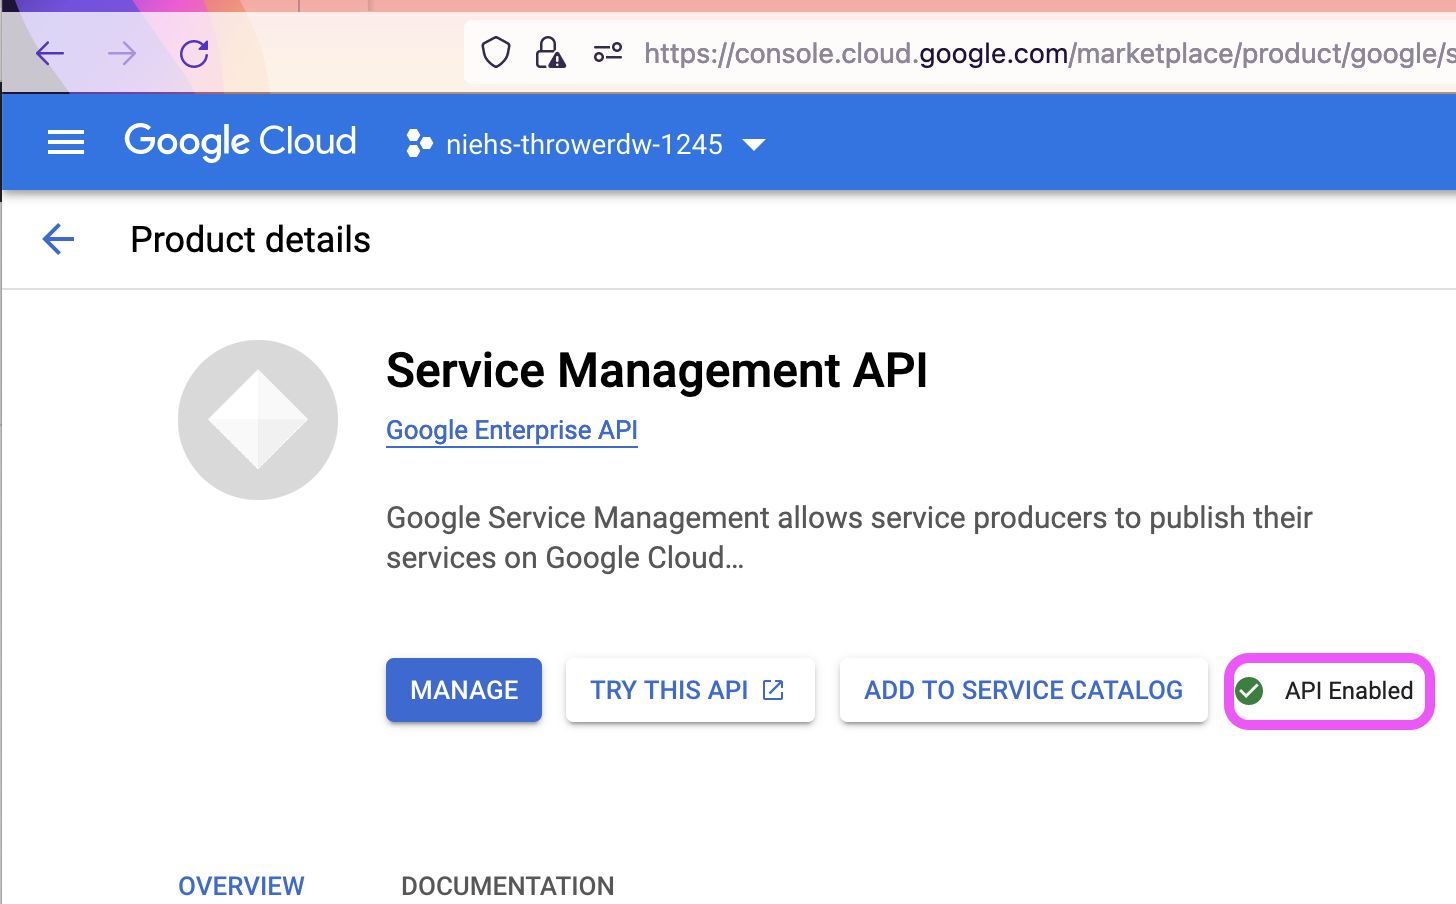 https://console.cloud.google.com/marketplace/product/google/s
Google Cloud niehs-throwerdw-1245
Product details
Service Management API
Google Enterprise API
Google Service Management allows service producers to publish their
services on Google Cloud...
MANAGE TRY THIS API ADD TO SERVICE CATALOG API Enabled
OVERVIEW DOCUMENTATION